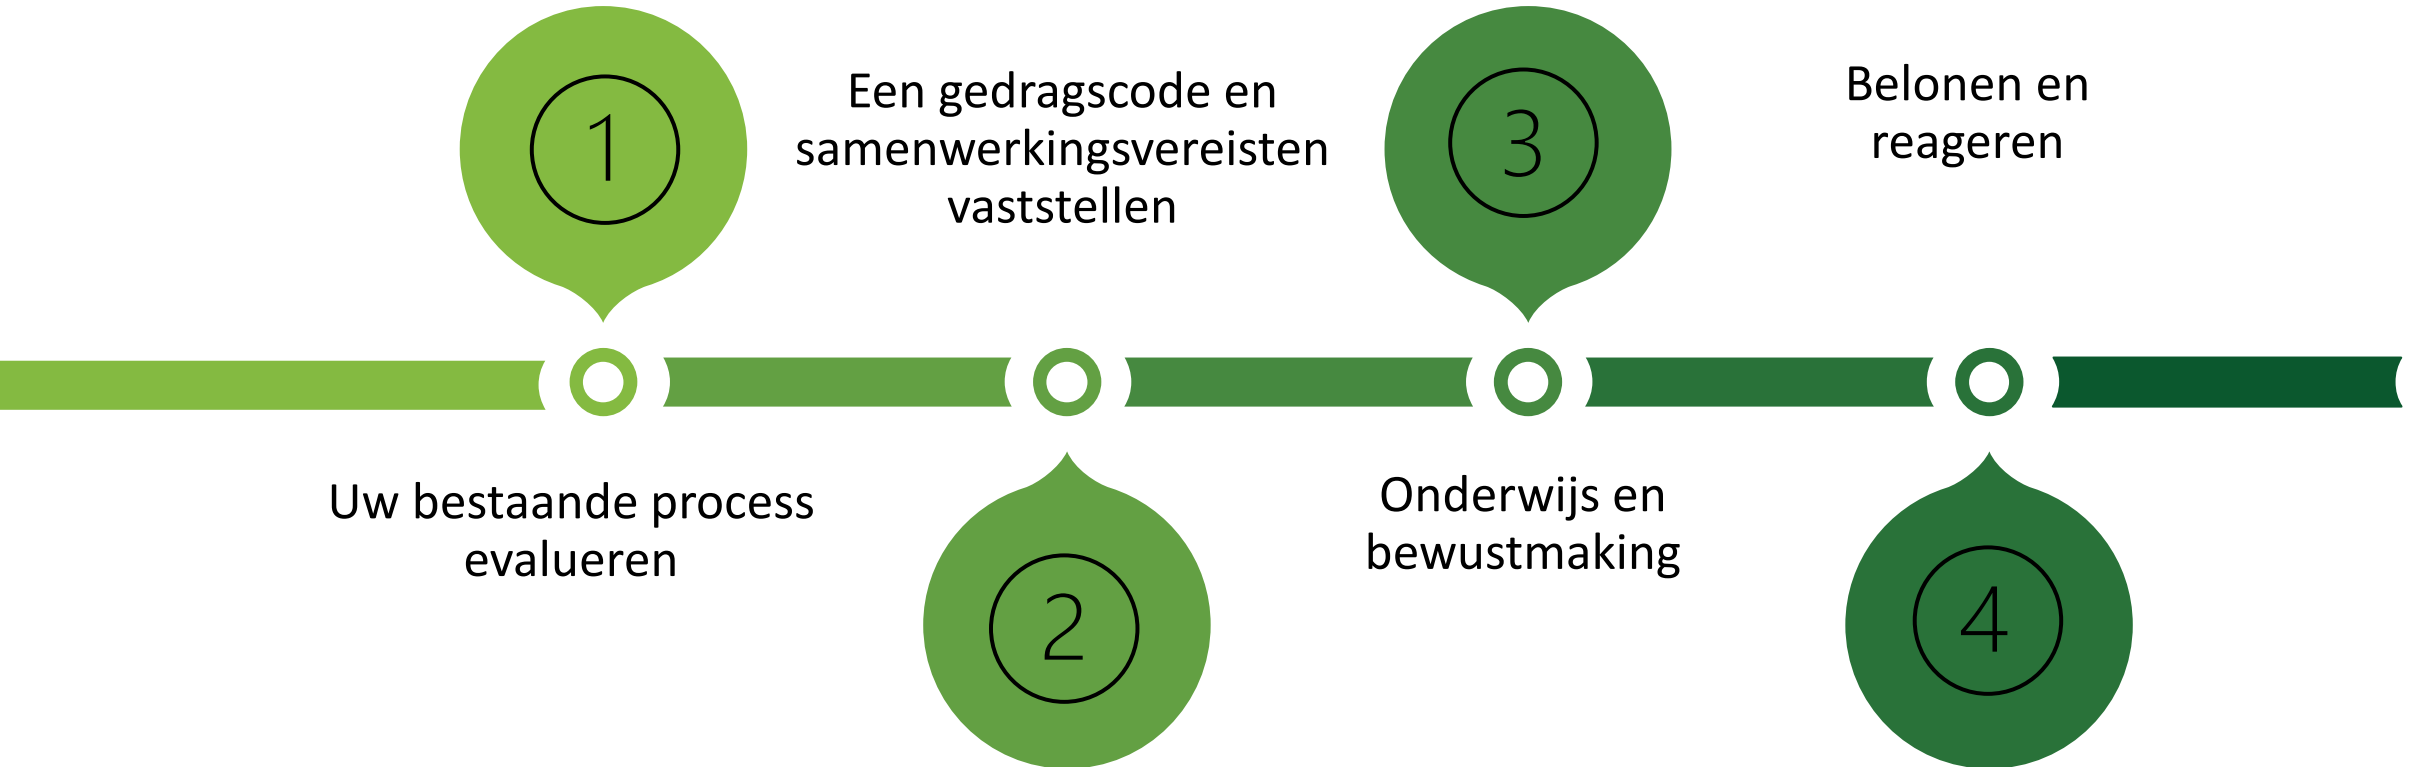 1
Uw bestaande process
evalueren
Een gedragscode en
samenwerkingsvereisten
vaststellen
2
3
Onderwijs en
bewustmaking
Belonen en
reageren
4